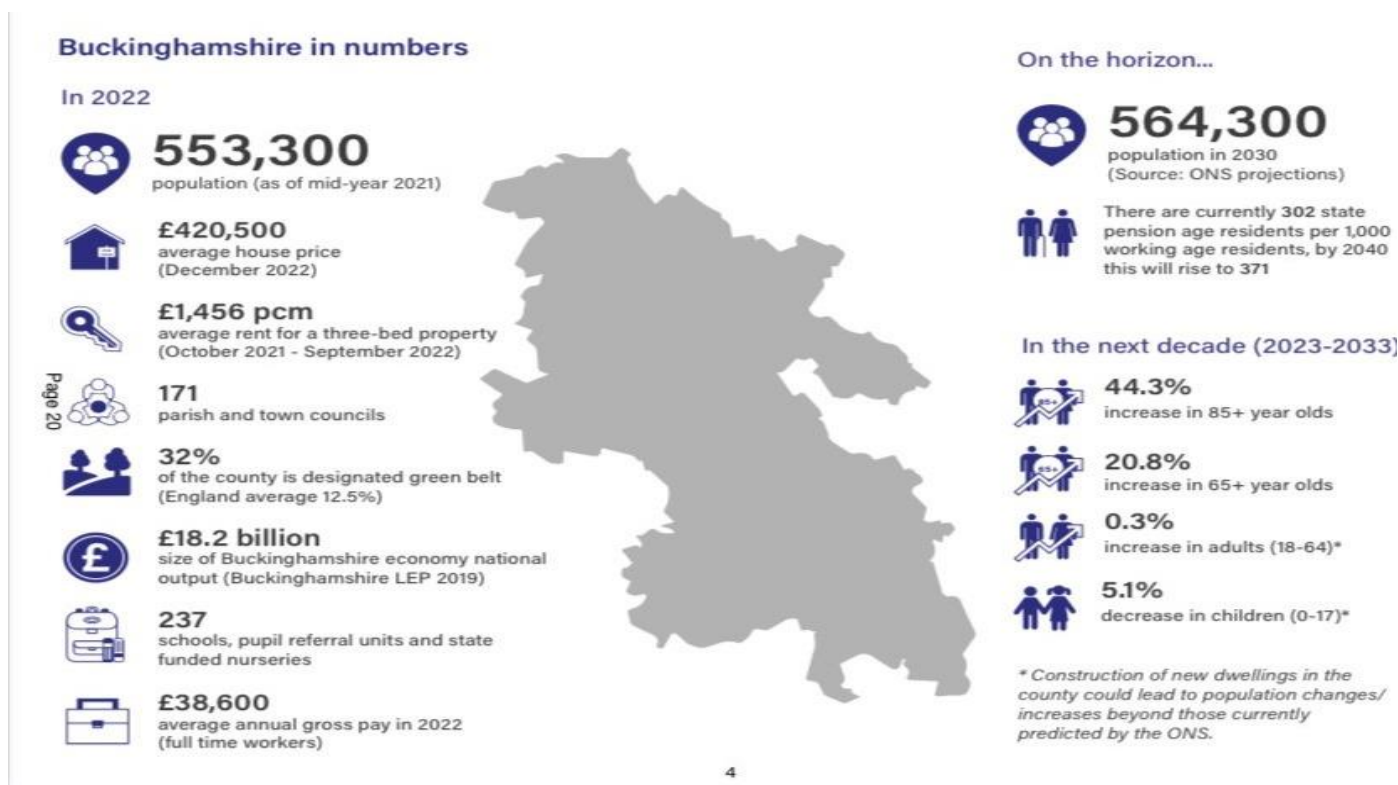 Buckinghamshire in numbers
In 2022
553,300
population (as of mid-year 2021)
£420,500
average house price
(December 2022)
£1,456 pcm
average rent for a three-bed property
(October 2021 - September 2022)
171
parish and town councils
32%
of the county is designated green belt
(England average 12.5%)
£18.2 billion
size of Buckinghamshire economy national
output (Buckinghamshire LEP 2019)
237
schools, pupil referral units and state
funded nurseries
£38,600
average annual gross pay in 2022
(full time workers)
Page 20
On the horizon...
564,300
population in 2030
(Source: ONS projections)
There are currently 302 state
pension age residents per 1,000
working age residents, by 2040
this will rise to 371
In the next decade (2023-2033)
85+
44.3%
increase in 85+ year olds
65+
20.8%
increase in 65+ year olds
0.3%
increase in adults (18-64)*
5.1%
decrease in children (0-17)*
* Construction of new dwellings in the
county could lead to population changes/
increases beyond those currently
predicted by the ONS.
4